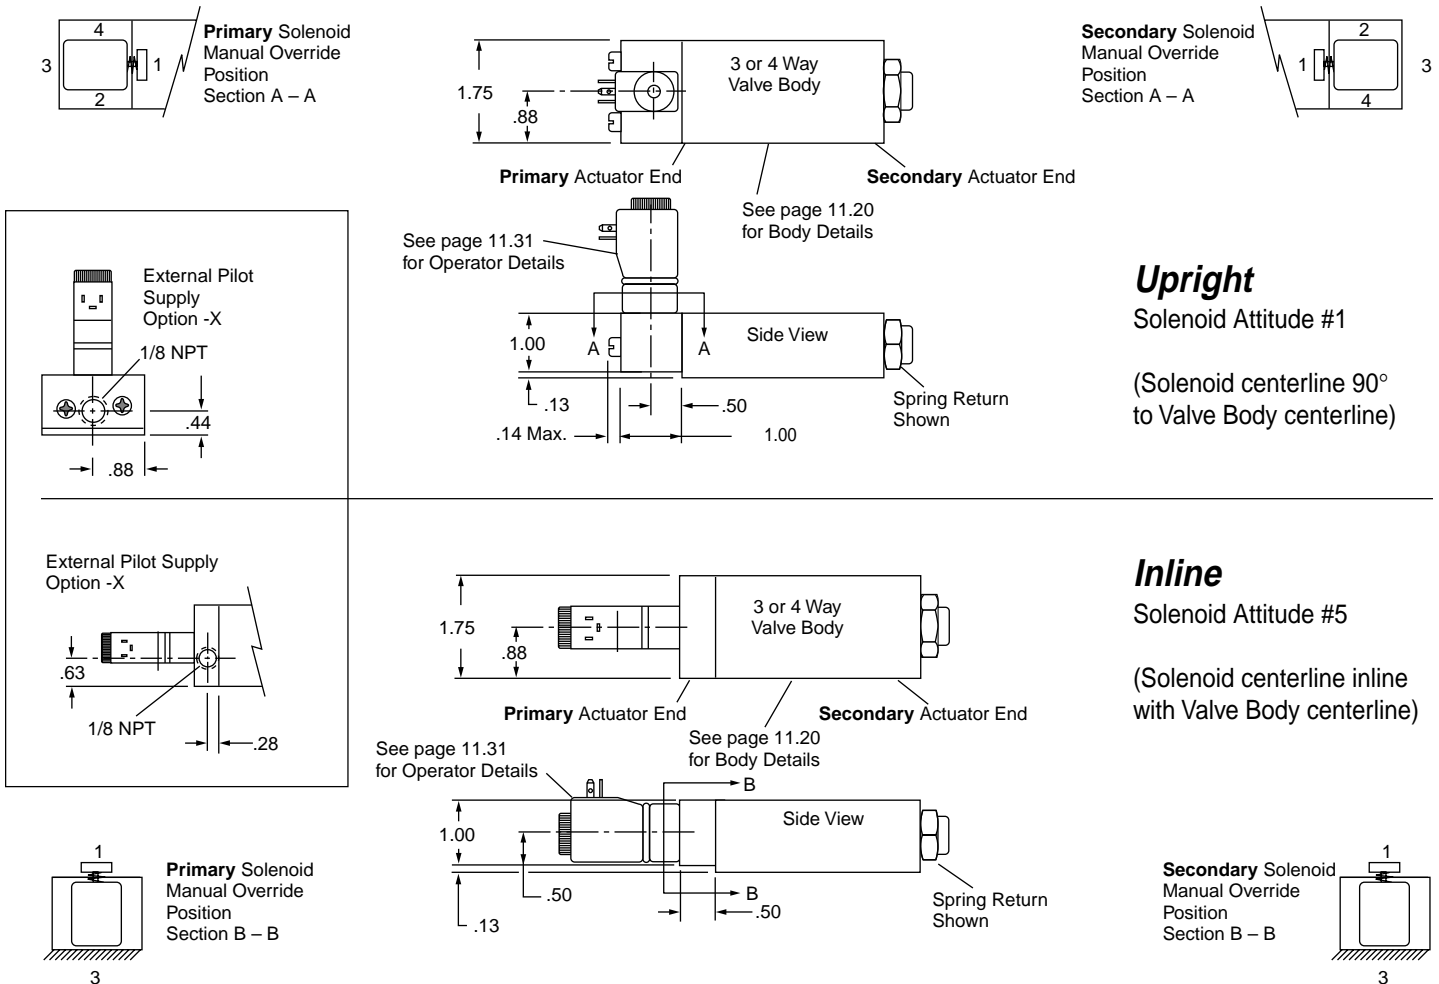 4
3
1
2
Primary Solenoid
Manual Override
Position
Section A – A
1.75
.88
3 or 4 Way
Valve Body
Primary Actuator End
Secondary Actuator End
See page 11.20
for Body Details
Secondary Solenoid
Manual Override
Position
Section A – A
2
1
3
4
External Pilot
Supply
Option -X
1/8 NPT
.44
.88
See page 11.31
for Operator Details
1.00
A
A
Side View
.13
.50
.14 Max.
1.00
Spring Return
Shown
Upright
Solenoid Attitude #1
(Solenoid centerline 90°
to Valve Body centerline)
External Pilot Supply
Option -X
.63
1/8 NPT
.28
1.75
.88
3 or 4 Way
Valve Body
Primary Actuator End
Secondary Actuator End
See page 11.20
for Body Details
Inline
Solenoid Attitude #5
(Solenoid centerline inline
with Valve Body centerline)
See page 11.31
for Operator Details
B
1.00
Side View
B
.50
.50
.13
Spring Return
Shown
1
Primary Solenoid
Manual Override
Position
Section B – B
3
1
Secondary Solenoid
Manual Override
Position
Section B – B
3